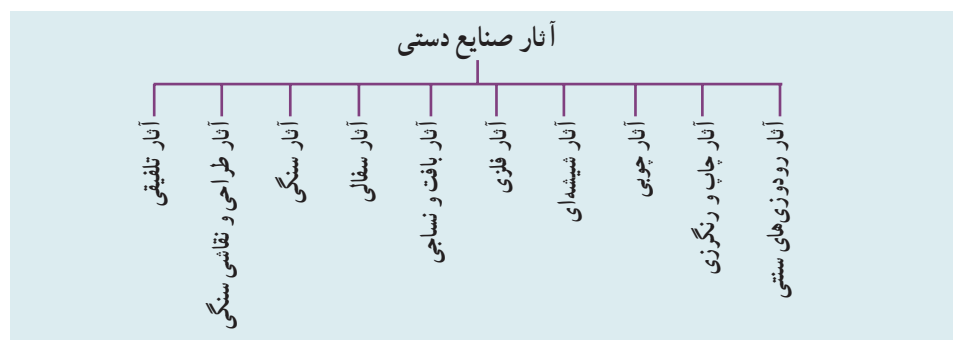 آثار صنایع دستی
آثار رودوزی‌های سنتی
آثار چاپ و رنگرزی
آثار چوبی
آثار شیشه‌ای
آثار فلزی
آثار بافت و نساجی
آثار سفالی
آثار سنگی
آثار طراحی و نقاشی سنگی
آثار تلفیقی